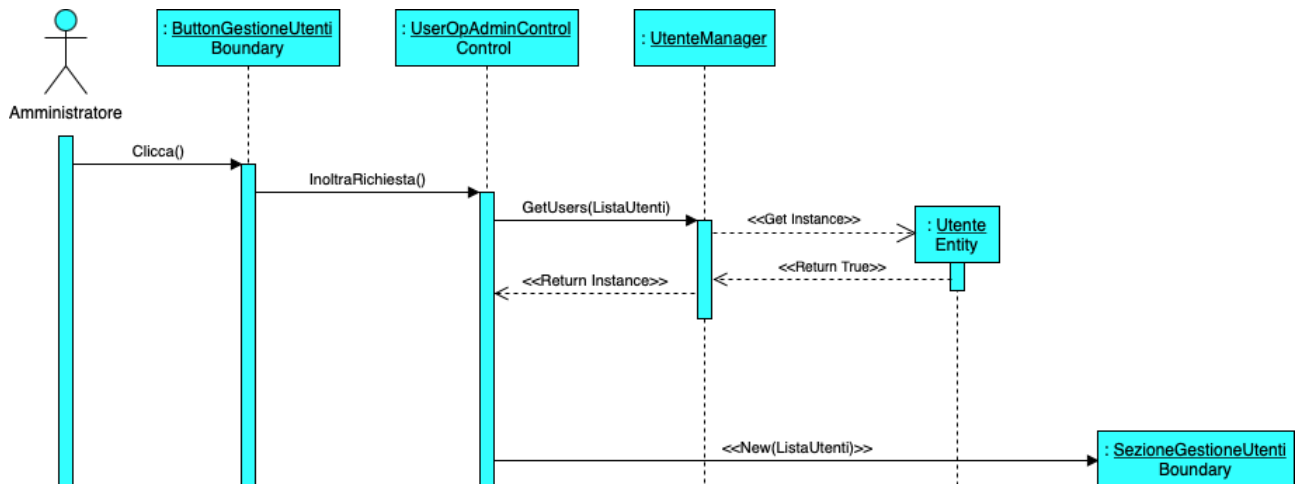 : ButtonGestioneUtenti
Boundary
: UserOpAdminControl
Control
: UtenteManager
Amministratore
Clicca()
InoltraRichiesta()
GetUsers(ListaUtenti)
<<Get Instance>>
: Utente
Entity
<<Return True>>
<<Return Instance>>
<<New(ListaUtenti)>>
: SezioneGestioneUtenti
Boundary